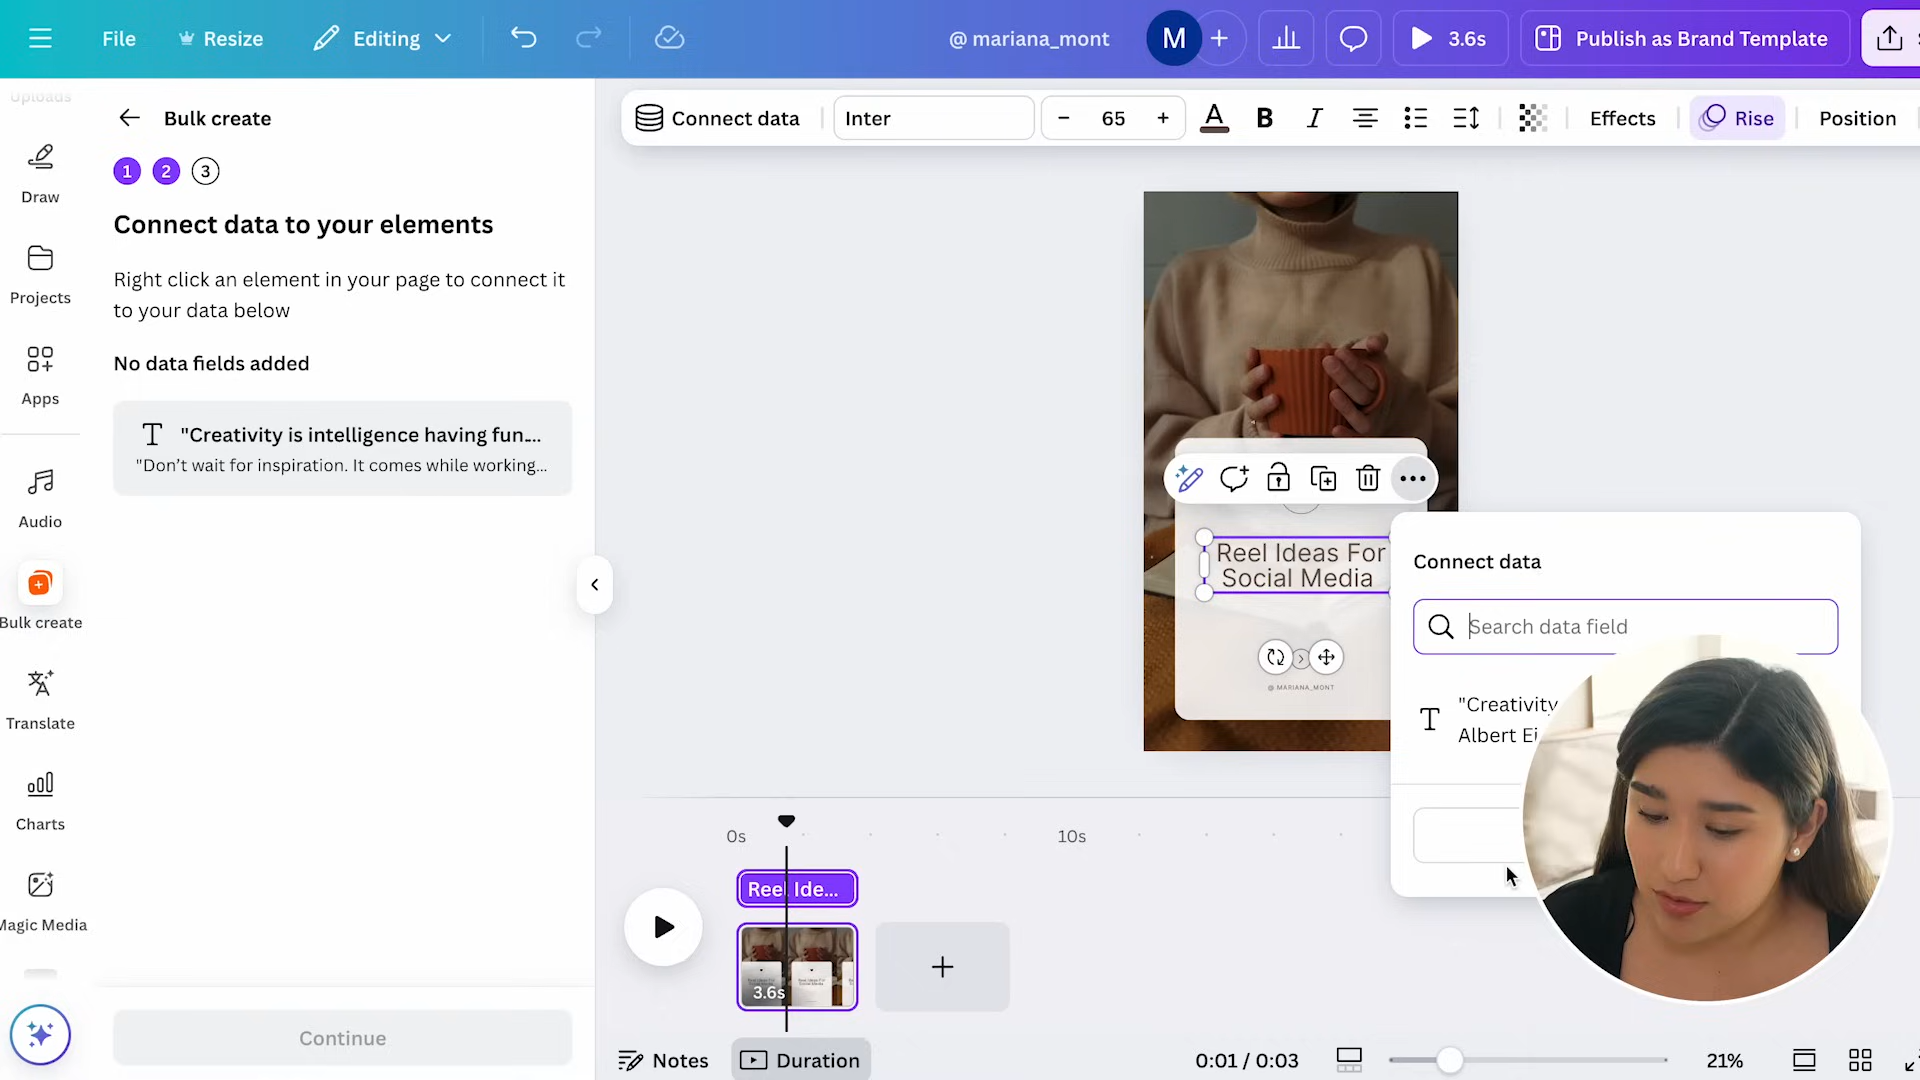 File
Resize
Editing
@ mariana_mont
M
3.6s
Publish as Brand Template
Uploads
Draw
Projects
Apps
Audio
Bulk create
Translate
Charts
Magic Media
Bulk create
1 2 3
Connect data to your elements
Right click an element in your page to connect it
to your data below
No data fields added
"Creativity is intelligence having fun....
"Don’t wait for inspiration. It comes while working...
Continue
Connect data
Inter
65
A B I
Effects
Rise
Position
Reel Ideas For
Social Media
@ MARIANA_MONT
Connect data
Search data field
"Creativity
Albert Ei
0s
10s
Reel Ide...
3.6s
Notes
Duration
0:01 / 0:03
21%